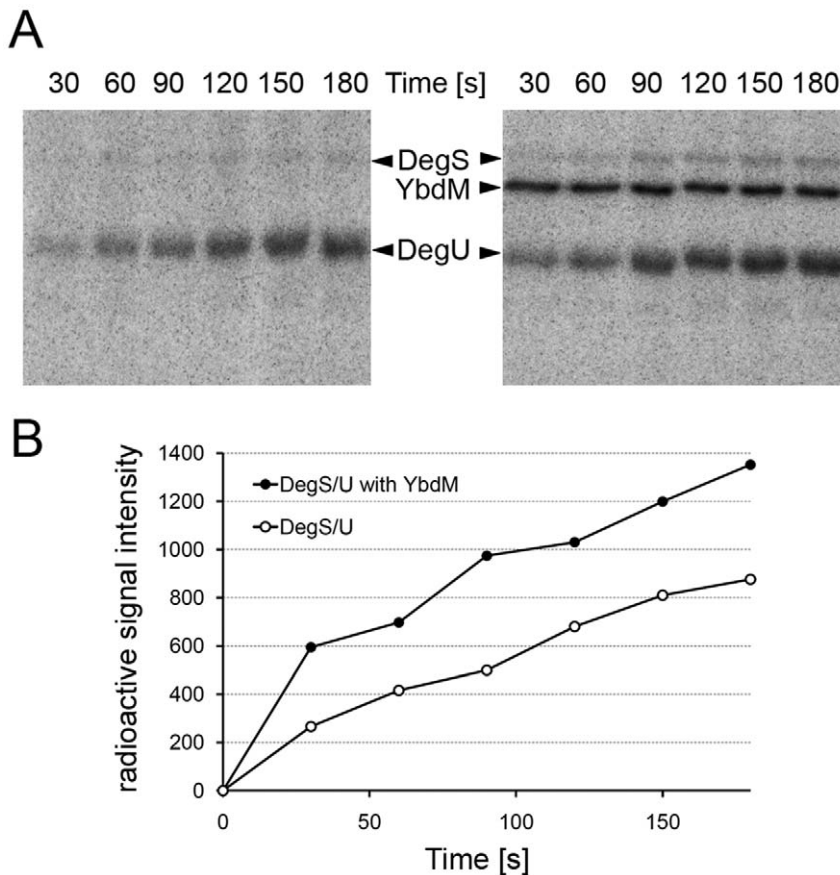 A
30 60 90 120 150 180 Time [s] 30 60 90 120 150 180
DegS
YbdM
DegU
B
radioactive signal intensity
1400
1200
1000
800
600
400
200
0
DegS/U with YbdM
DegS/U
0 50 100 150
Time [s]